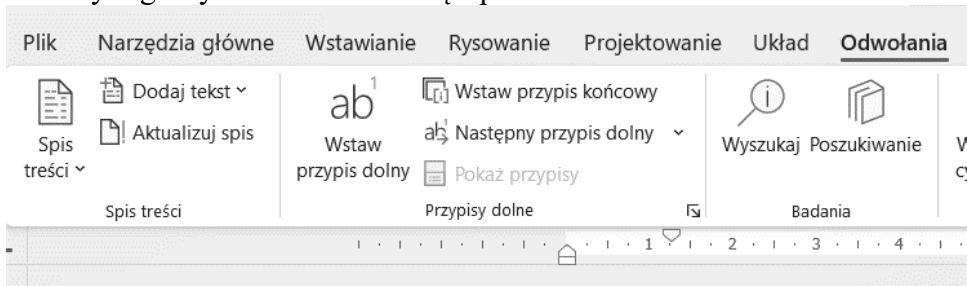 Plik Narzędzia główne Wstawianie Rysowanie Projektowanie Układ Odwołania
Spis treści
Dodaj tekst
Aktualizuj spis
Spis treści
ab1
Wstaw przypis dolny
Wstaw przypis końcowy
Następny przypis dolny
Pokaż przypisy
Przypisy dolne
Wyszukaj Poszukiwanie
Badania
1 2 3 4